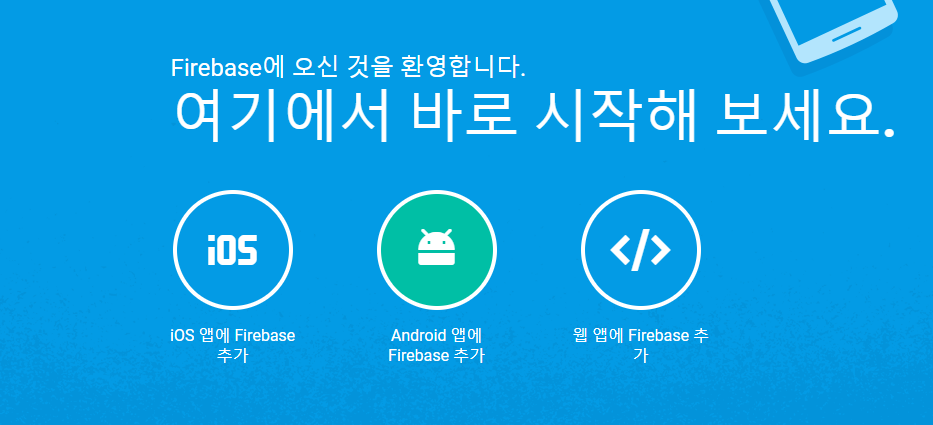 Firebase에 오신 것을 환영합니다.
여기에서 바로 시작해 보세요.
iOS
</>
iOS 앱에 Firebase
추가
Android 앱에
Firebase 추가
웹 앱에 Firebase 추
가